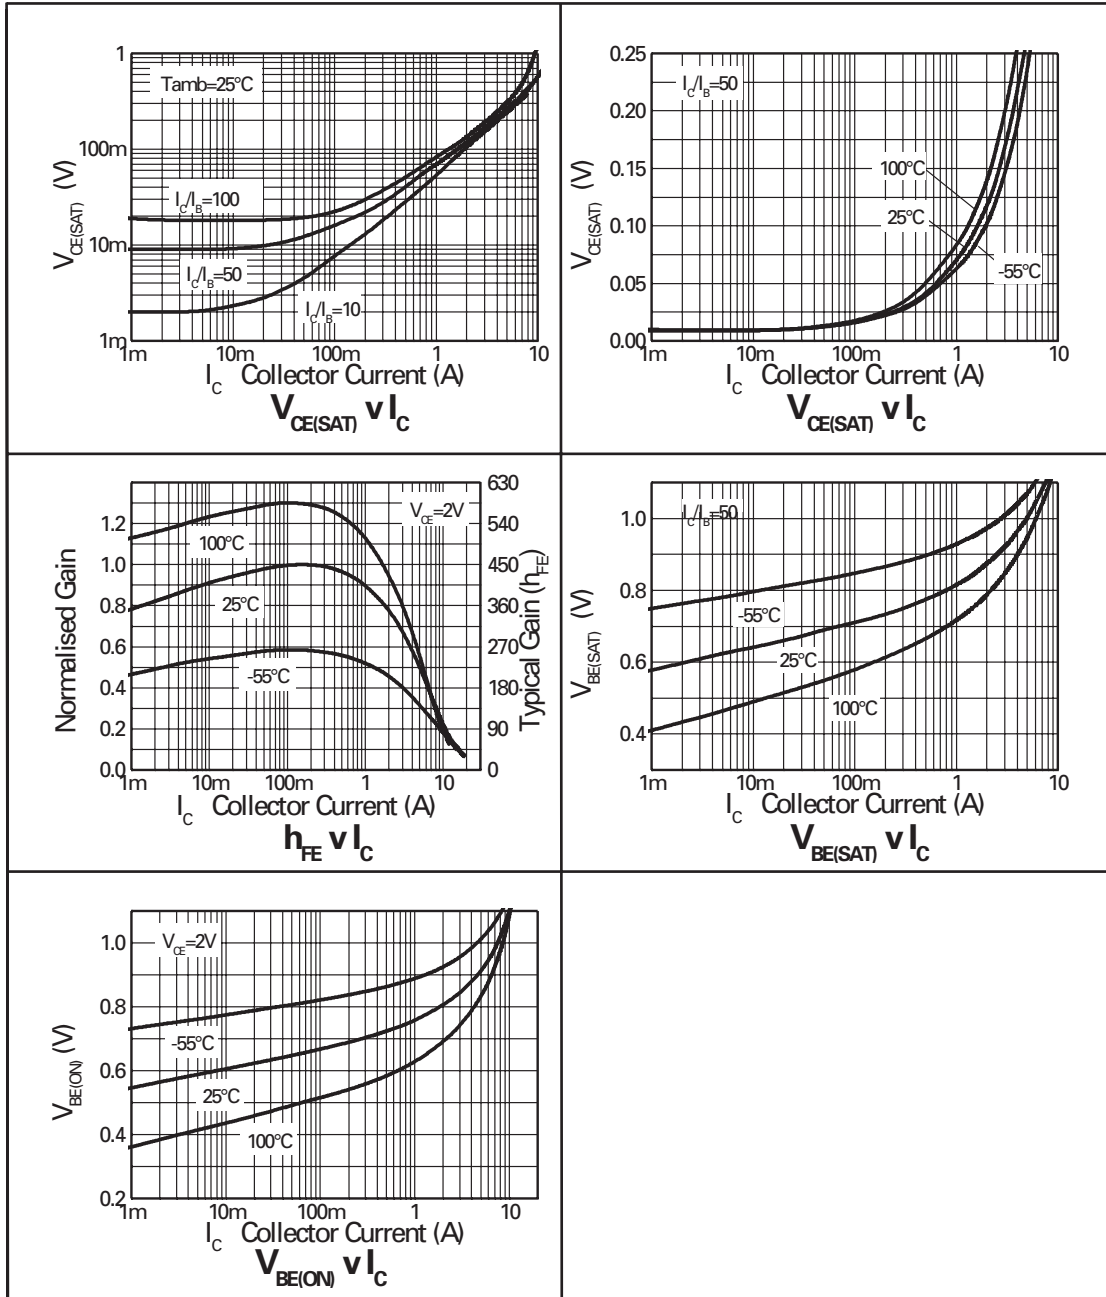 1
100m
10m
1m
V_CE(SAT) (V)
Tamb=25°C
I_C/I_B=100
I_C/I_B=50
I_C/I_B=10
1m 10m 100m 1 10
I_C Collector Current (A)
V_CE(SAT) v I_C
0.25
0.20
0.15
0.10
0.05
0.00
V_CE(SAT) (V)
I_C/I_B=50
100°C
25°C
-55°C
1m 10m 100m 1 10
I_C Collector Current (A)
V_CE(SAT) v I_C
1.2
1.0
0.8
0.6
0.4
0.2
0.0
Normalised Gain
V_CE=2V
100°C
25°C
-55°C
630
540
450
360
270
180
90
0
Typical Gain (h_FE)
1m 10m 100m 1 10
I_C Collector Current (A)
h_FE v I_C
1.0
0.8
0.6
0.4
V_BE(SAT) (V)
I_C/I_B=50
-55°C
25°C
100°C
1m 10m 100m 1 10
I_C Collector Current (A)
V_BE(SAT) v I_C
1.0
0.8
0.6
0.4
0.2
V_BE(ON) (V)
V_CE=2V
-55°C
25°C
100°C
1m 10m 100m 1 10
I_C Collector Current (A)
V_BE(ON) v I_C